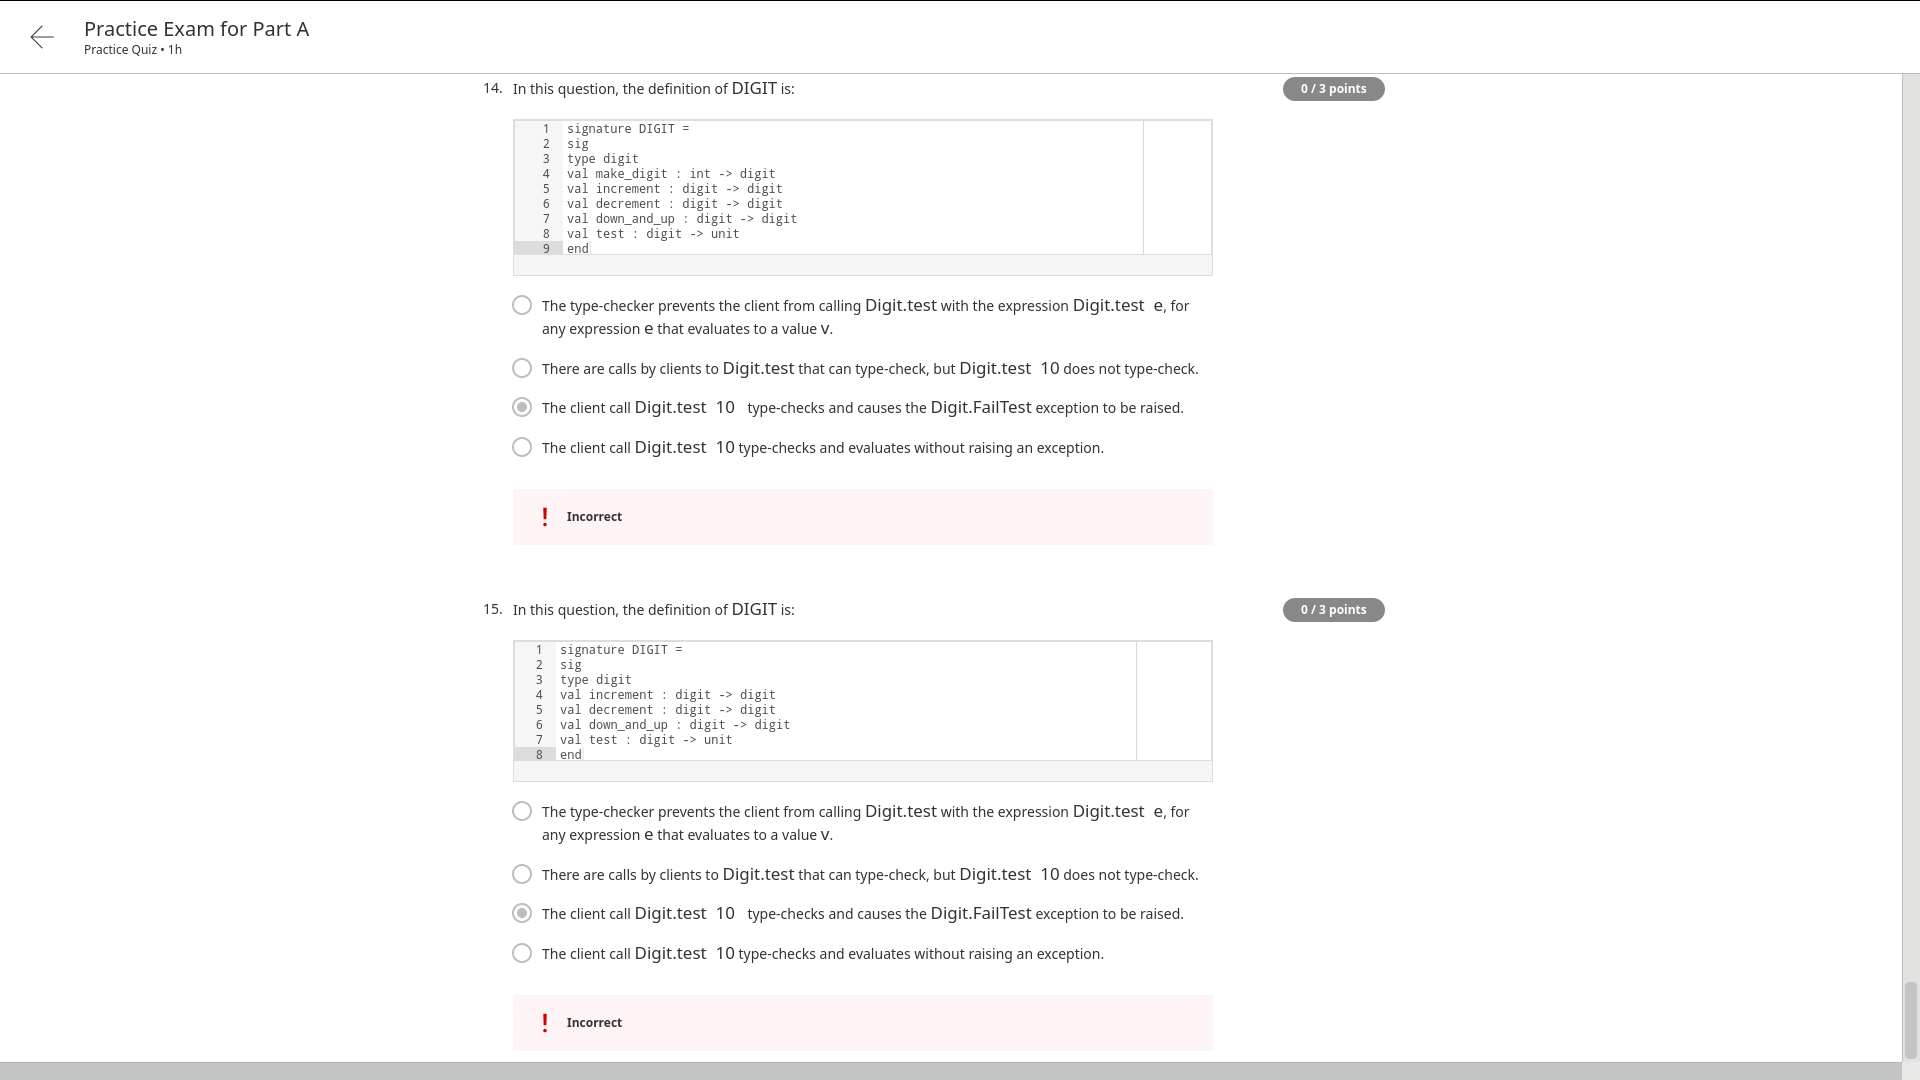 Practice Exam for Part A
Practice Quiz • 1h
14. In this question, the definition of DIGIT is:
0 / 3 points
1 signature DIGIT =
2 sig
3 type digit
4 val make_digit : int -> digit
5 val increment : digit -> digit
6 val decrement : digit -> digit
7 val down_and_up : digit -> digit
8 val test : digit -> unit
9 end
The type-checker prevents the client from calling Digit.test with the expression Digit.test e, for
any expression e that evaluates to a value v.
There are calls by clients to Digit.test that can type-check, but Digit.test 10 does not type-check.
The client call Digit.test 10 type-checks and causes the Digit.FailTest exception to be raised.
The client call Digit.test 10 type-checks and evaluates without raising an exception.
! Incorrect
15. In this question, the definition of DIGIT is:
0 / 3 points
1 signature DIGIT =
2 sig
3 type digit
4 val increment : digit -> digit
5 val decrement : digit -> digit
6 val down_and_up : digit -> digit
7 val test : digit -> unit
8 end
The type-checker prevents the client from calling Digit.test with the expression Digit.test e, for
any expression e that evaluates to a value v.
There are calls by clients to Digit.test that can type-check, but Digit.test 10 does not type-check.
The client call Digit.test 10 type-checks and causes the Digit.FailTest exception to be raised.
The client call Digit.test 10 type-checks and evaluates without raising an exception.
! Incorrect